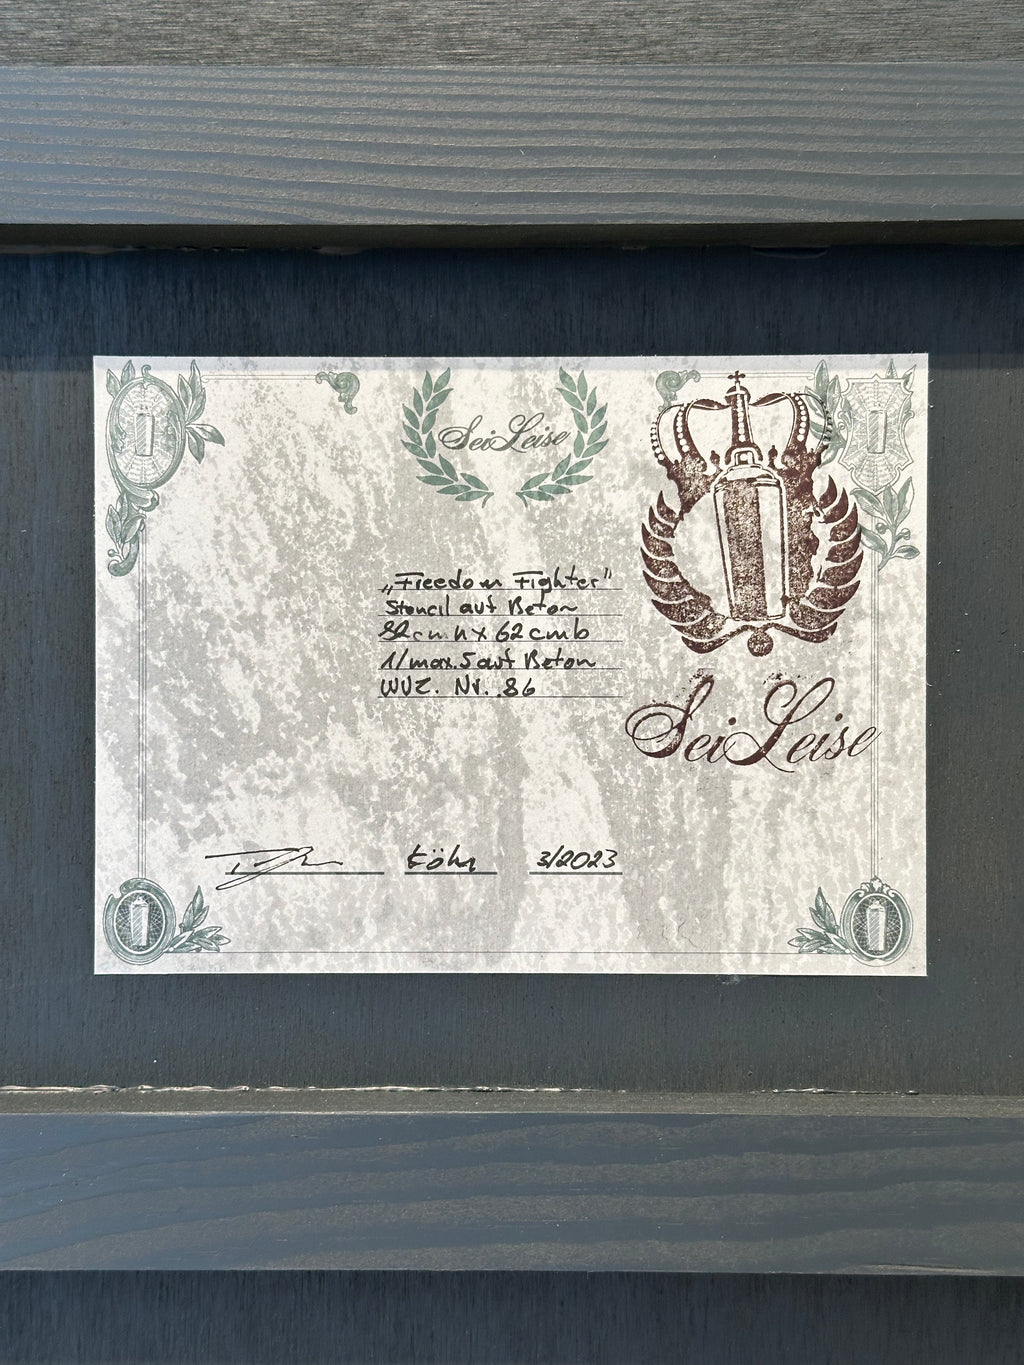 SeiLeise
„Freedom Fighter"
Stencil auf Beton
82cm h x 62cmb
1/max.5 auf Beton
WVZ. Nr. 86
SeiLeise
Köln 3/2023